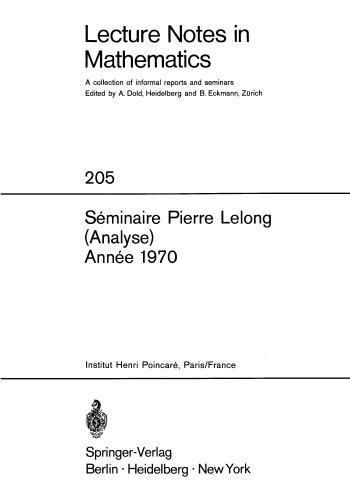 Lecture Notes in
Mathematics
A collection of informal reports and seminars
Edited by A. Dold, Heidelberg and B. Eckmann, Zürich
205
Séminaire Pierre Lelong
(Analyse)
Année 1970
Institut Henri Poincaré, Paris/France
Springer-Verlag
Berlin · Heidelberg · New York